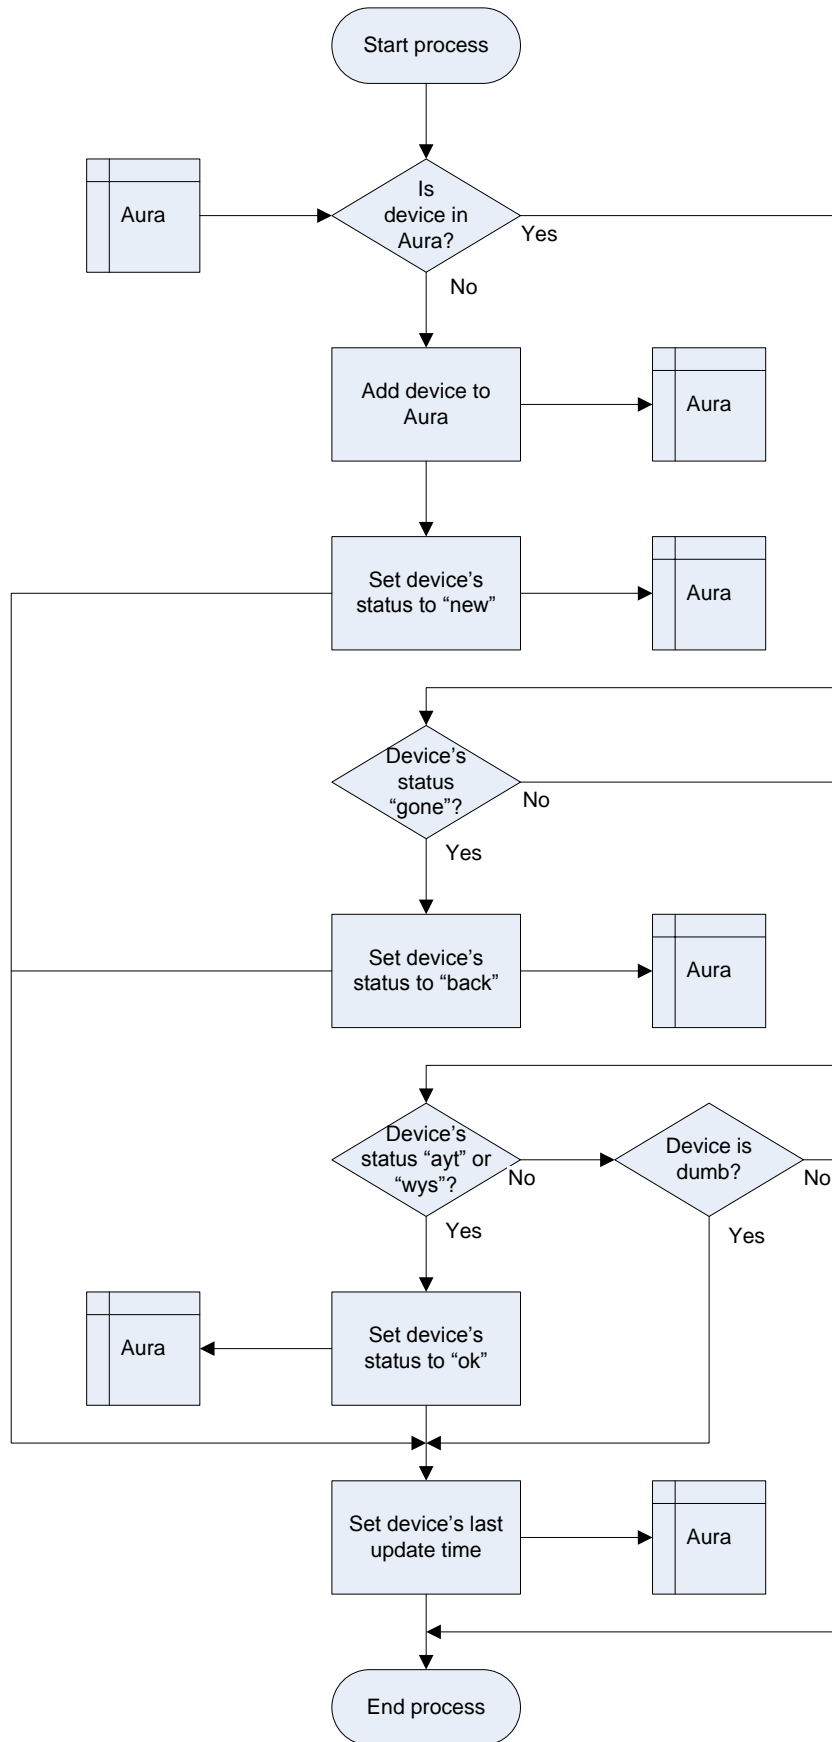 Start process
Is
device in
Aura?
Aura
Yes
No
Add device to
Aura
Aura
Set device’s
status to “new”
Aura
Device’s
status
“gone”?
No
Yes
Set device’s
status to “back”
Aura
Device’s
status “ayt” or
“wys”?
No
Device is
dumb?
No
Yes
Yes
Aura
Set device’s
status to “ok”
Set device’s last
update time
Aura
End process